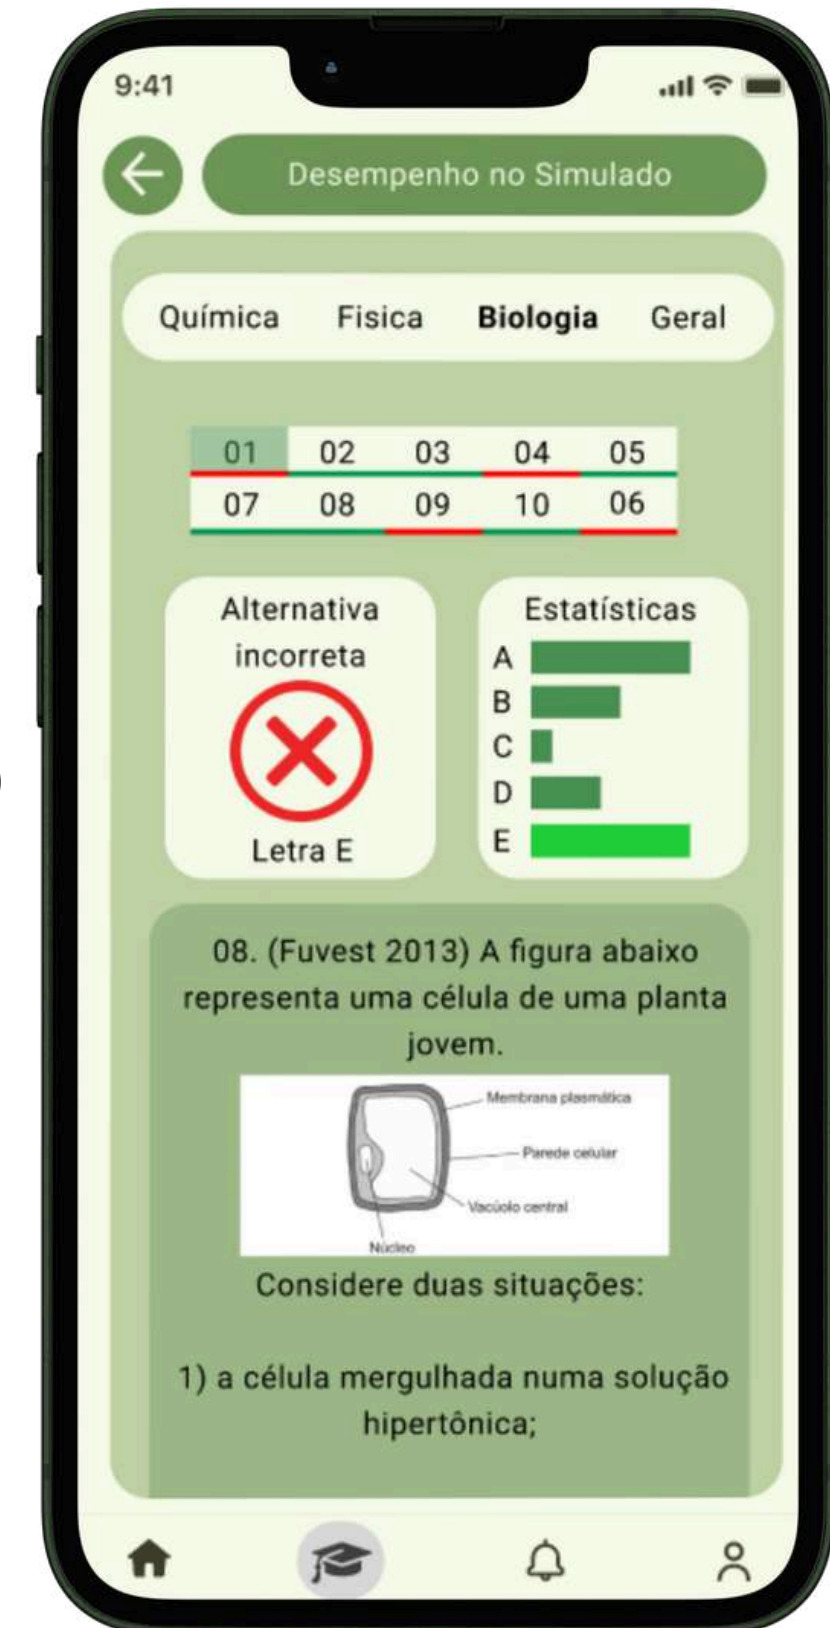 9:41
Desempenho no Simulado
Química Fisica Biologia Geral
01 02 03 04 05
07 08 09 10 06
Alternativa
incorreta
Letra E
Estatísticas
A
B
C
D
E
08. (Fuvest 2013) A figura abaixo
representa uma célula de uma planta
jovem.
Membrana plasmática
Parede celular
Vacúolo central
Núcleo
Considere duas situações:
1) a célula mergulhada numa solução
hipertônica;